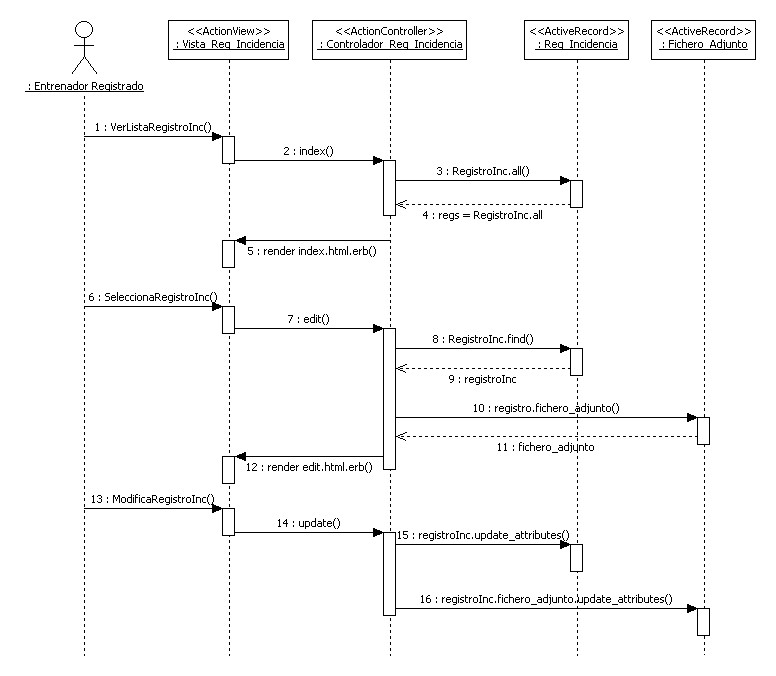 <<ActionView>>
: Vista_Reg_Incidencia
<<ActionController>>
: Controlador_Reg_Incidencia
<<ActiveRecord>>
: Reg_Incidencia
<<ActiveRecord>>
: Fichero_Adjunto
: Entrenador Registrado
1 : VerListaRegistroInc()
2 : index()
3 : RegistroInc.all()
4 : regs = RegistroInc.all
5 : render index.html.erb()
6 : SeleccionaRegistroInc()
7 : edit()
8 : RegistroInc.find()
9 : registroInc
10 : registro.fichero_adjunto()
11 : fichero_adjunto
12 : render edit.html.erb()
13 : ModificaRegistroInc()
14 : update()
15 : registroInc.update_attributes()
16 : registroInc.fichero_adjunto.update_attributes()